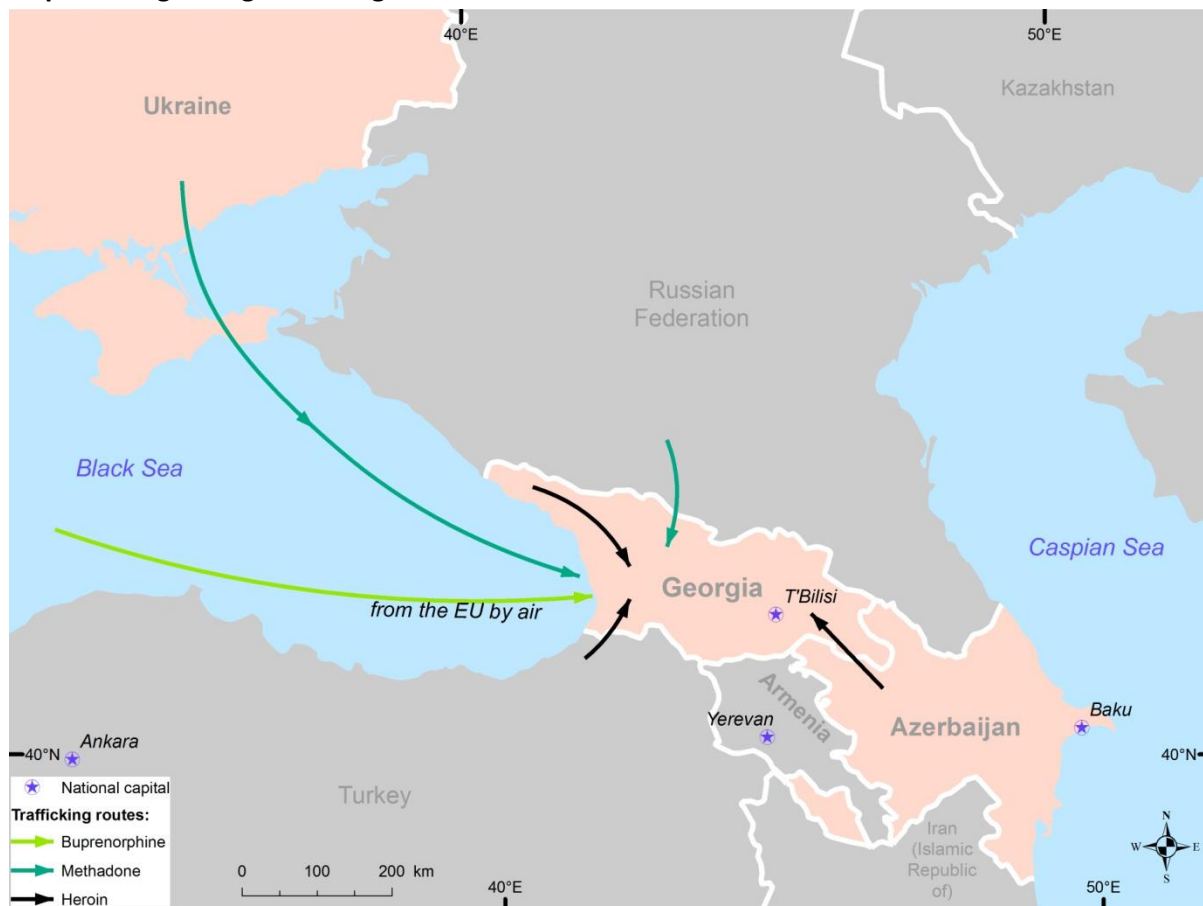 40°E
50°E
Kazakhstan
Ukraine
Russian
Federation
Black Sea
Caspian Sea
Georgia
T'Bilisi
from the EU by air
Armenia
Yerevan
Azerbaijan
Baku
40°N
Ankara
40°N
Turkey
Iran
(Islamic
Republic
of)
National capital
Trafficking routes:
Buprenorphine
Methadone
Heroin
0 100 200 km
N
W E
S
40°E
50°E